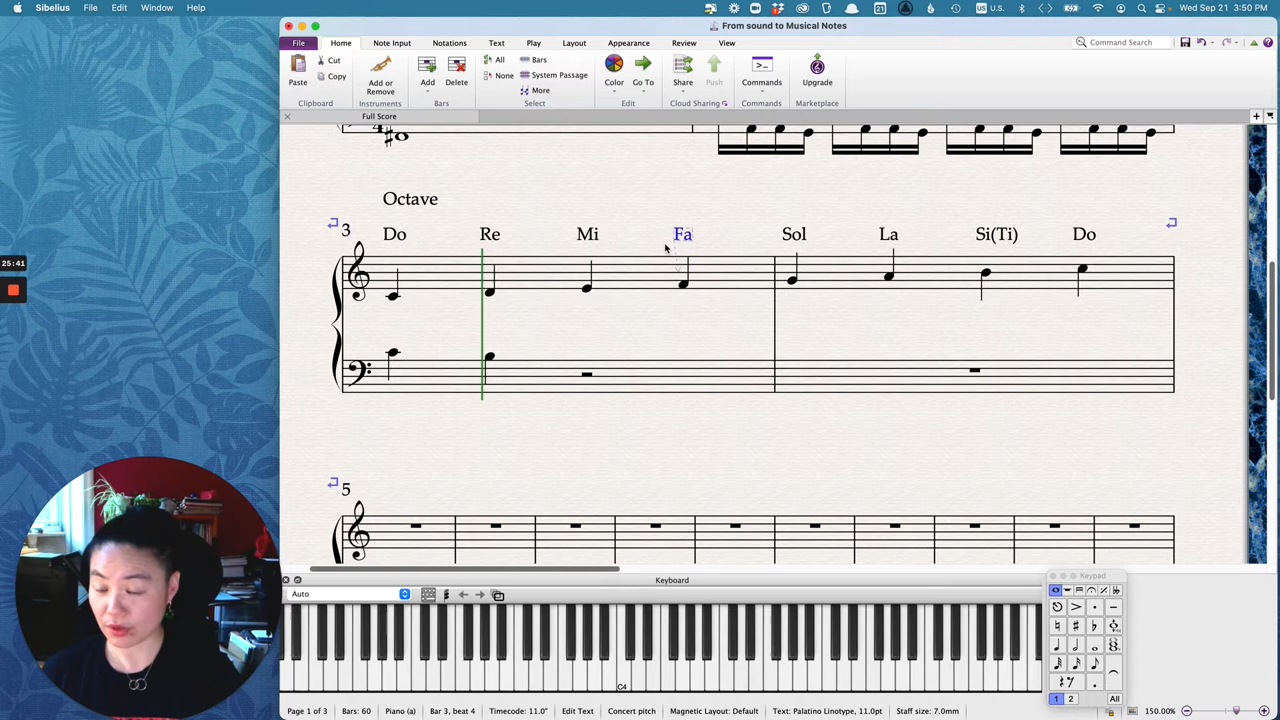 Sibelius File Edit Window Help 21 Wed Sep 21 3:50 PM
From sound to Musical Notes
File Home Note Input Notations Text Play Layout Appearance Review View Command Search
Paste Cut Copy Add or Remove Add Delete All None Bars System Passage More Color Go To Share Push Commands Upgrade
Clipboard Instruments Bars Select Edit Cloud Sharing Commands Marketplace
Full Score
4
Octave
3 Do Re Mi Fa Sol La Si(Ti) Do
25:41
5
Keyboard
Keypad
Auto
C4
1 2 All
Page 1 of 3 Bars: 60 Piano (a) Bar 3, beat 4 Timecode: 11.0" Edit Text Concert pitch Magnetic Layout: Default Text: Palatino Linotype, 11.0pt Staff size: 7.0mm 150.00%